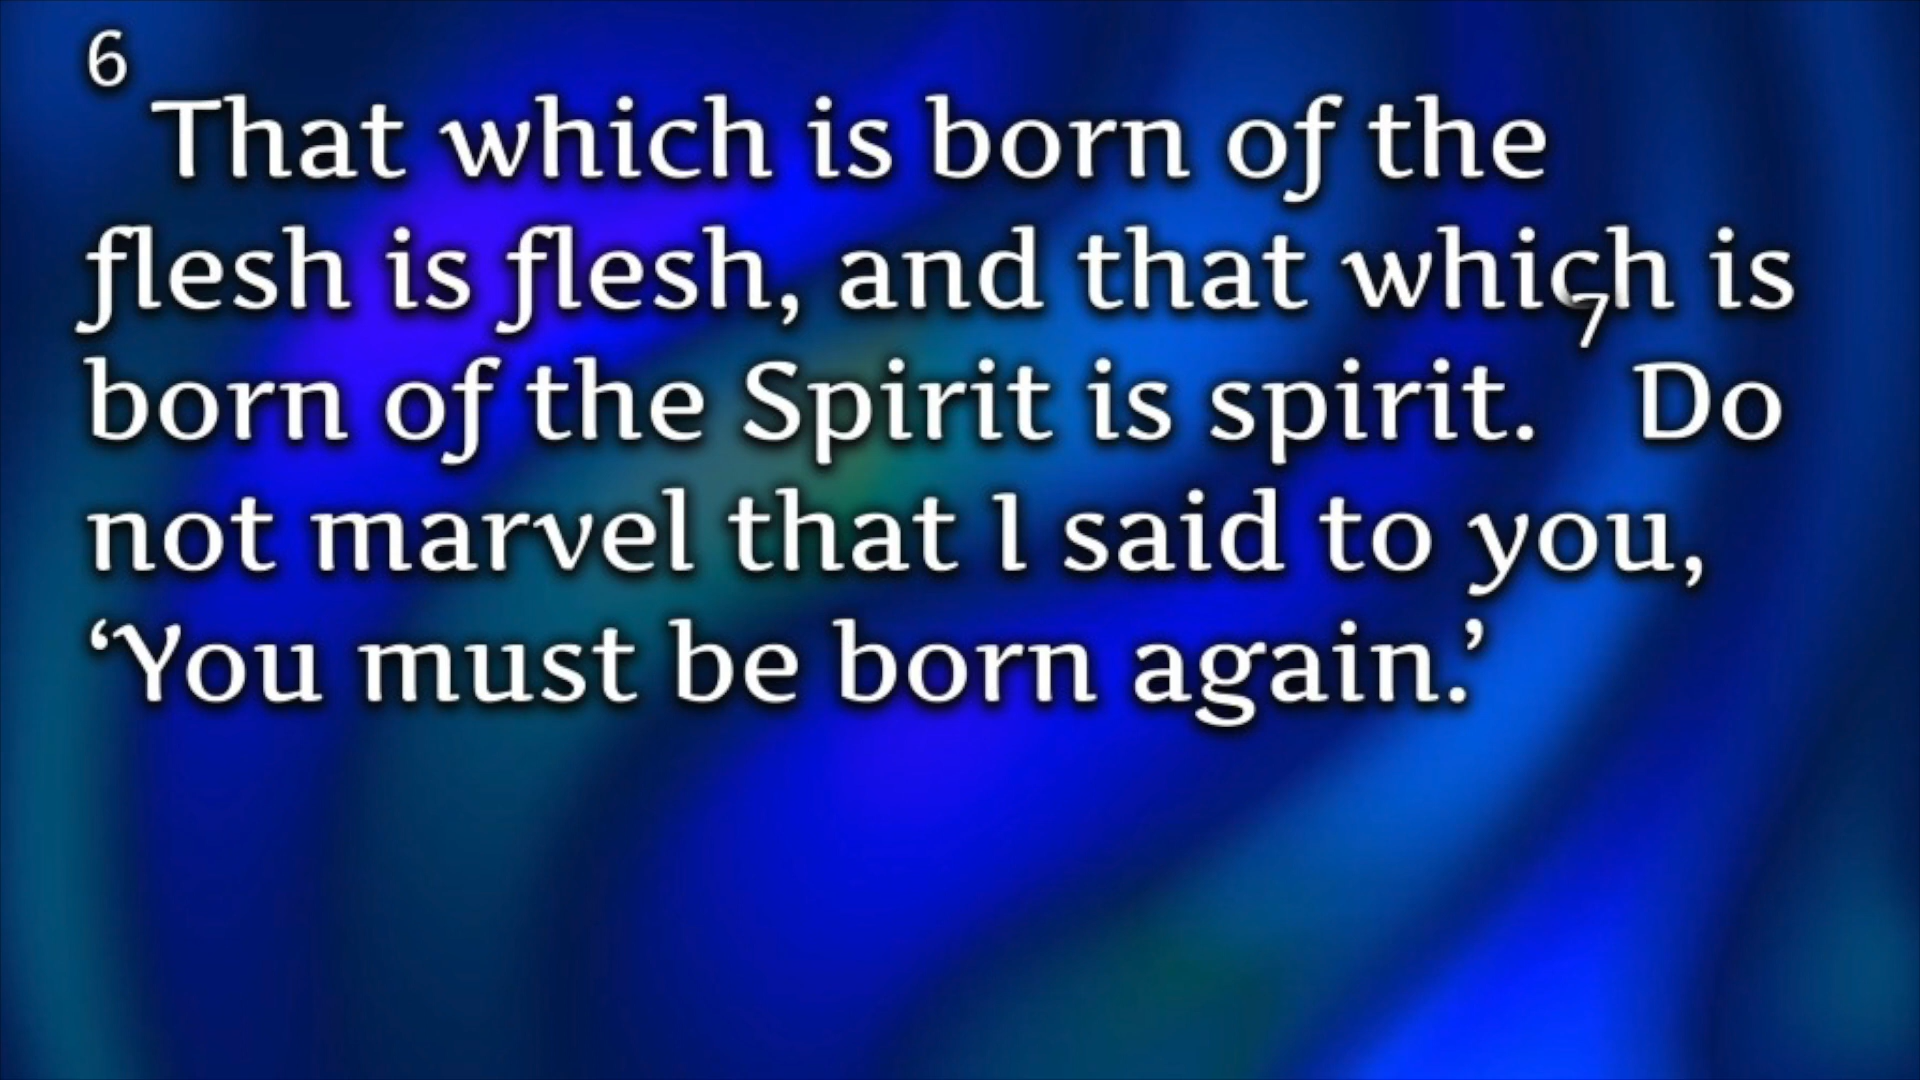 6 That which is born of the
flesh is flesh, and that which is
born of the Spirit is spirit. 7 Do
not marvel that I said to you,
‘You must be born again.’